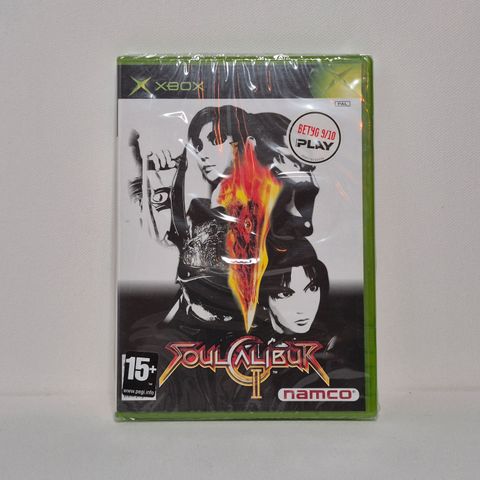 XBOX
PAL
BETYG 9/10
PLAY
SOULCALIBUR
II
15+
www.pegi.info
namco